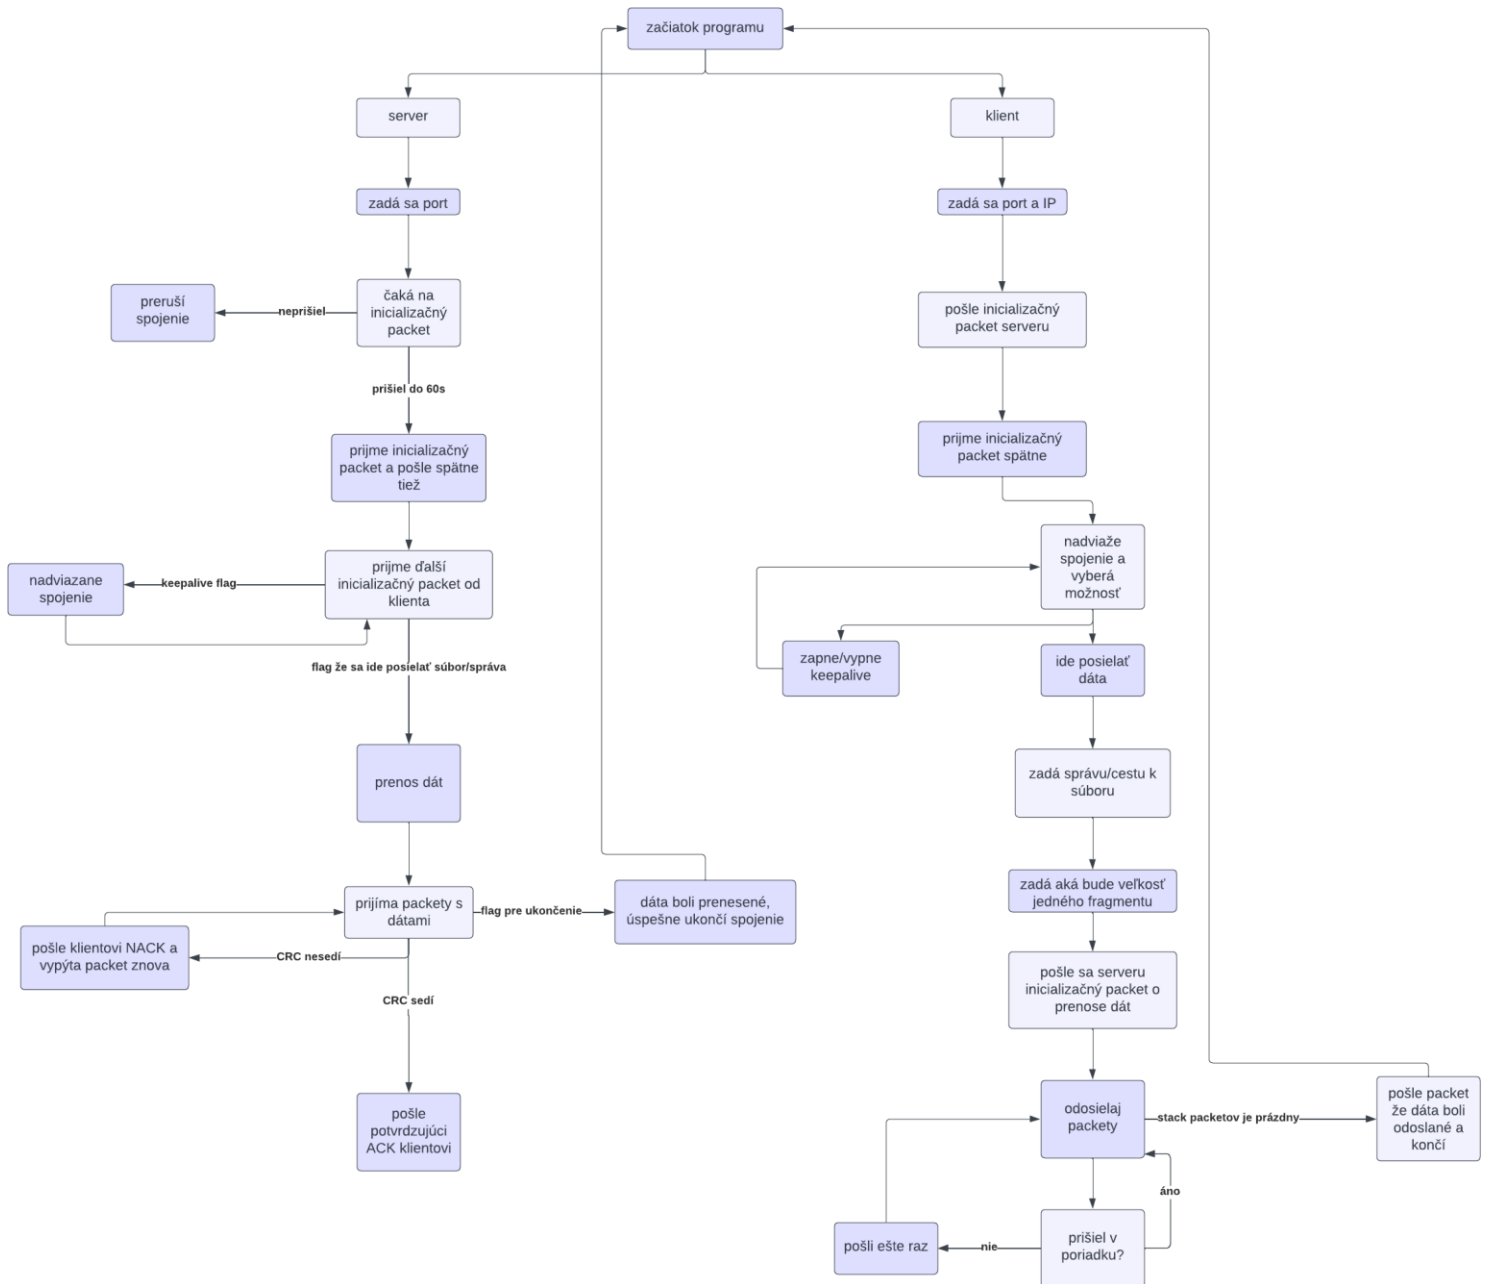 začiatok programu
server
klient
zadá sa port
zadá sa port a IP
preruší
spojenie
neprišiel
čaká na
inicializačný
packet
pošle inicializačný
packet serveru
prišiel do 60s
prijme inicializačný
packet a pošle spätne
tiež
prijme inicializačný
packet spätne
nadviazane
spojenie
keepalive flag
prijme ďalší
inicializačný packet od
klienta
nadviaže
spojenie a
vyberá
možnosť
flag že sa ide posielať súbor/správa
zapne/vypne
keepalive
ide posielať
dáta
prenos dát
zadá správu/cestu k
súboru
zadá aká bude veľkosť
jedného fragmentu
prijíma packety s
dátami
flag pre ukončenie
dáta boli prenesené,
úspešne ukončí spojenie
pošle klientovi NACK a
vypýta packet znova
CRC nesedí
CRC sedí
pošle sa serveru
inicializačný packet o
prenose dát
pošle
potvrdzujúci
ACK klientovi
odosielaj
packety
stack packetov je prázdny
pošle packet
že dáta boli
odoslané a
končí
áno
pošli ešte raz
nie
prišiel v
poriadku?